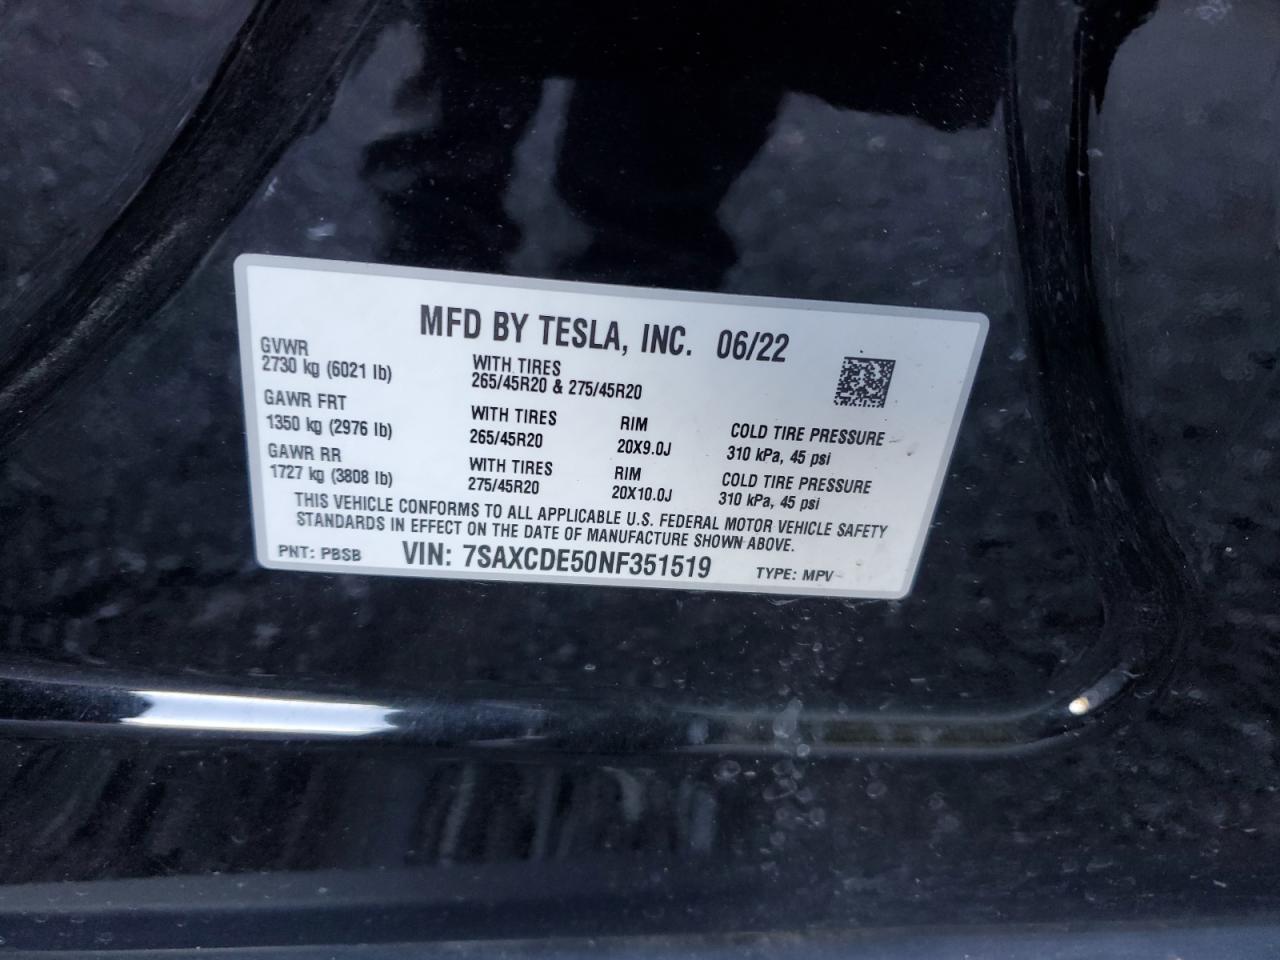 MFD BY TESLA, INC. 06/22
GVWR
2730 kg (6021 lb)
WITH TIRES
265/45R20 & 275/45R20
GAWR FRT
1350 kg (2976 lb)
WITH TIRES
265/45R20
RIM
20X9.0J
COLD TIRE PRESSURE
310 kPa, 45 psi
GAWR RR
1727 kg (3808 lb)
WITH TIRES
275/45R20
RIM
20X10.0J
COLD TIRE PRESSURE
310 kPa, 45 psi
THIS VEHICLE CONFORMS TO ALL APPLICABLE U.S. FEDERAL MOTOR VEHICLE SAFETY
STANDARDS IN EFFECT ON THE DATE OF MANUFACTURE SHOWN ABOVE.
PNT: PBSB VIN: 7SAXCDE50NF351519 TYPE: MPV